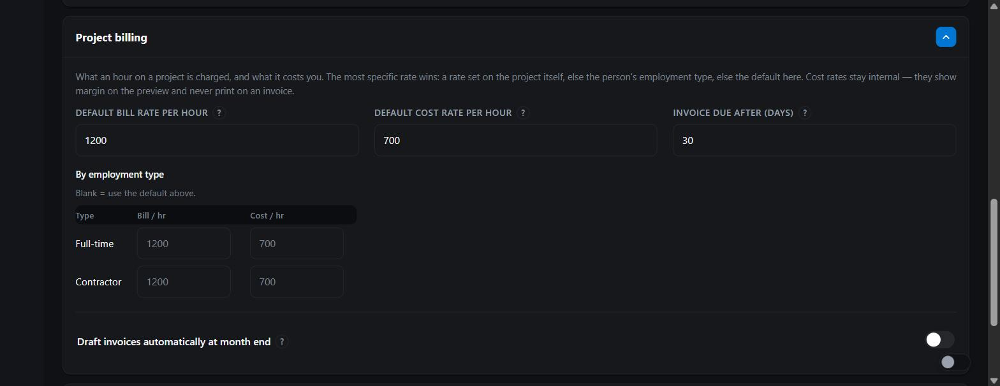 Project billing
What an hour on a project is charged, and what it costs you. The most specific rate wins: a rate set on the project itself, else the person's employment type, else the default here. Cost rates stay internal — they show
margin on the preview and never print on an invoice.
DEFAULT BILL RATE PER HOUR ? DEFAULT COST RATE PER HOUR ? INVOICE DUE AFTER (DAYS) ?
1200 700 30
By employment type
Blank = use the default above.
Type Bill / hr Cost / hr
Full-time 1200 700
Contractor 1200 700
Draft invoices automatically at month end ?